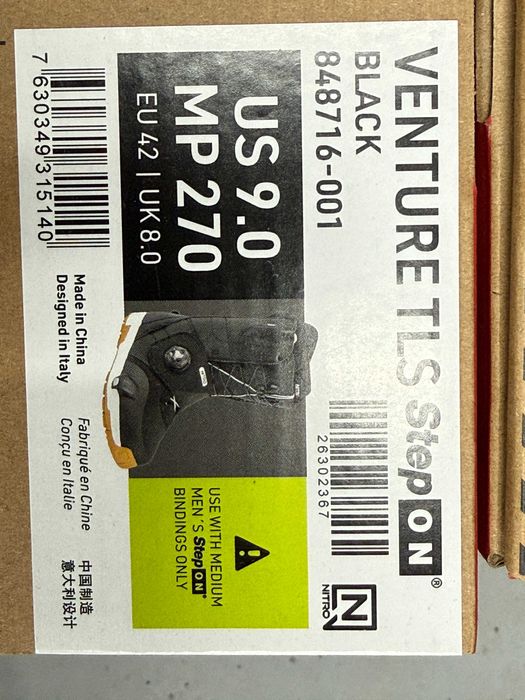 VENTURE TLS Step ON®
BLACK
848716-001
26302367
NITRO
N
US 9.0
MP 270
EU 42 | UK 8.0
USE WITH MEDIUM
MEN´S Step ON®
BINDINGS ONLY
7 630349 315140
Made in China
Designed in Italy
Fabriqué en Chine
Conçu en Italie
中国制造
意大利设计